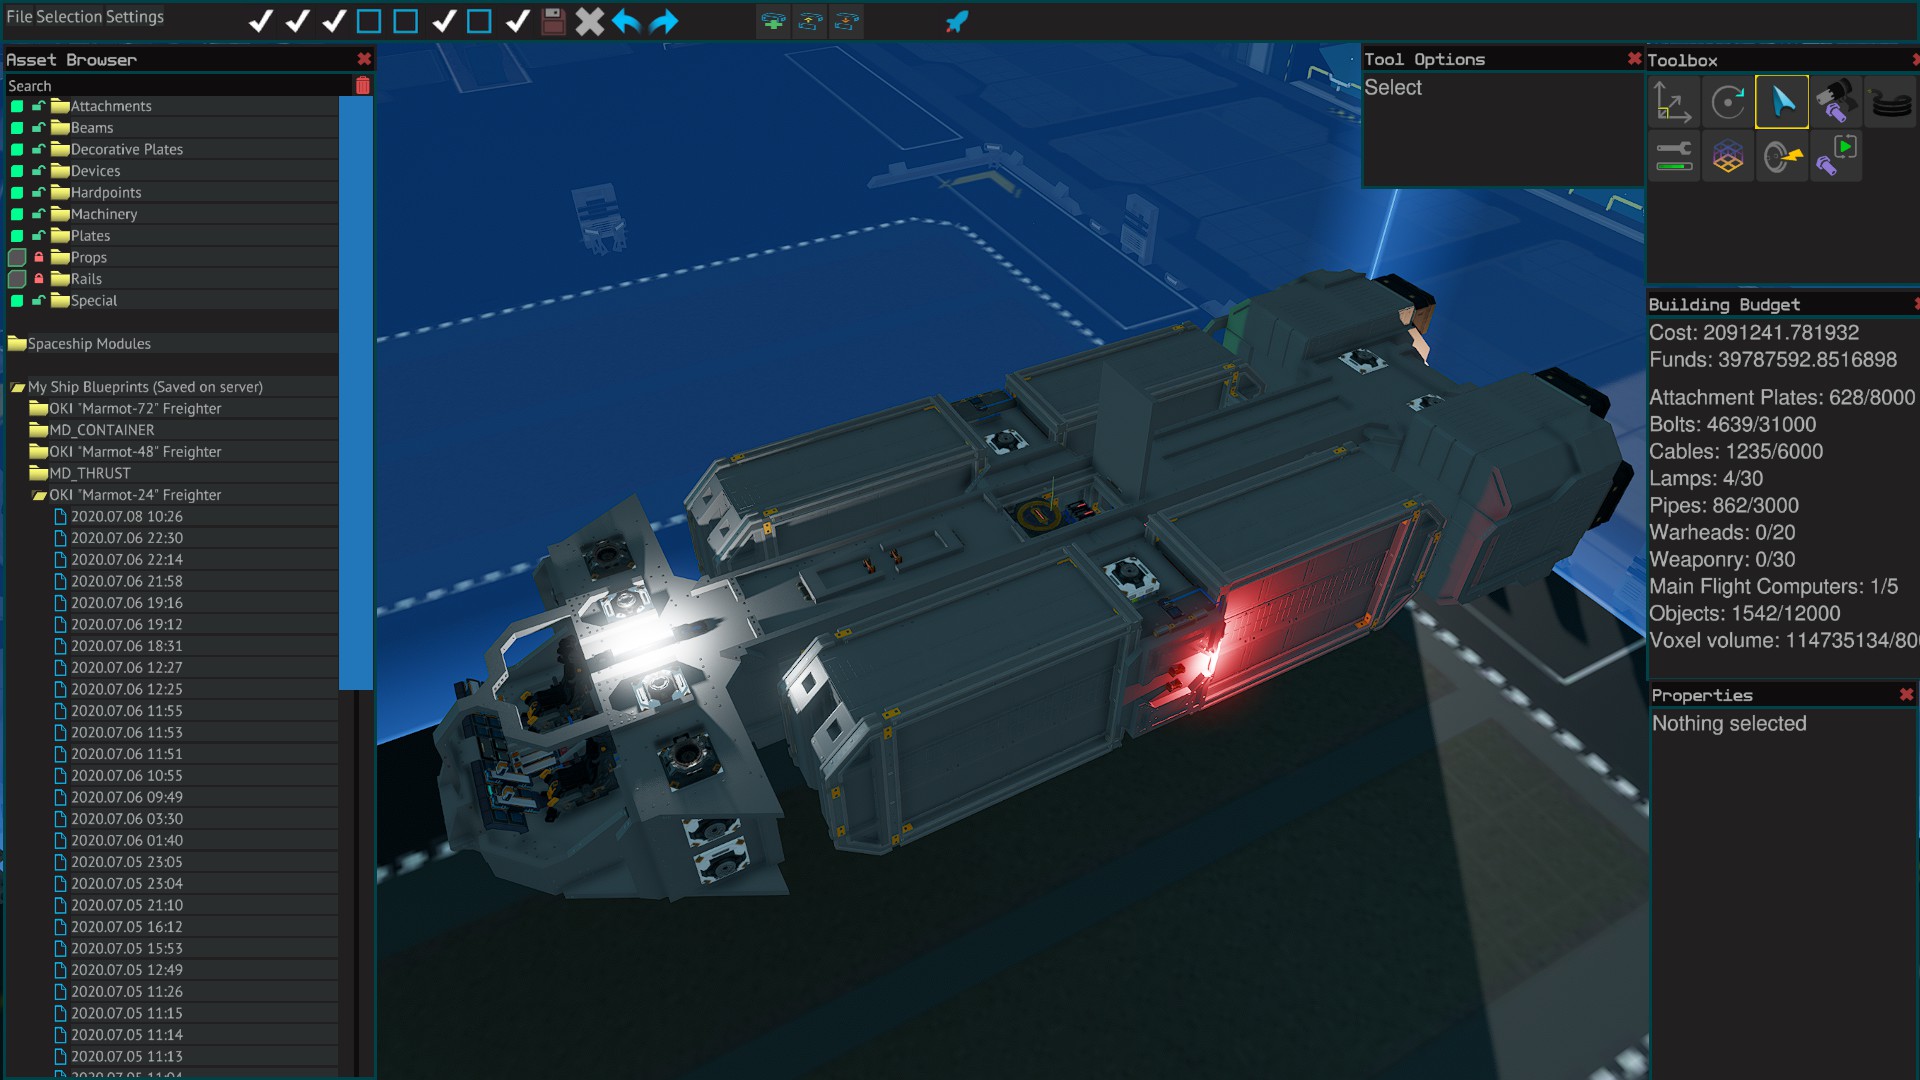 File Selection Settings
Asset Browser
Search
Attachments
Beams
Decorative Plates
Devices
Hardpoints
Machinery
Plates
Props
Rails
Special
Spaceship Modules
My Ship Blueprints (Saved on server)
OKI "Marmot-72" Freighter
MD_CONTAINER
OKI "Marmot-48" Freighter
MD_THRUST
OKI "Marmot-24" Freighter
2020.07.08 10:26
2020.07.06 22:30
2020.07.06 22:14
2020.07.06 21:58
2020.07.06 19:16
2020.07.06 19:12
2020.07.06 18:31
2020.07.06 12:27
2020.07.06 12:25
2020.07.06 11:55
2020.07.06 11:53
2020.07.06 11:51
2020.07.06 10:55
2020.07.06 09:49
2020.07.06 03:30
2020.07.06 01:40
2020.07.05 23:05
2020.07.05 23:04
2020.07.05 21:10
2020.07.05 16:12
2020.07.05 15:53
2020.07.05 12:49
2020.07.05 11:26
2020.07.05 11:15
2020.07.05 11:14
2020.07.05 11:13
2020.07.05 11:04
Tool Options
Select
Toolbox
Building Budget
Cost: 2091241.781932
Funds: 39787592.8516898
Attachment Plates: 628/8000
Bolts: 4639/31000
Cables: 1235/6000
Lamps: 4/30
Pipes: 862/3000
Warheads: 0/20
Weaponry: 0/30
Main Flight Computers: 1/5
Objects: 1542/12000
Voxel volume: 114735134/80
Properties
Nothing selected